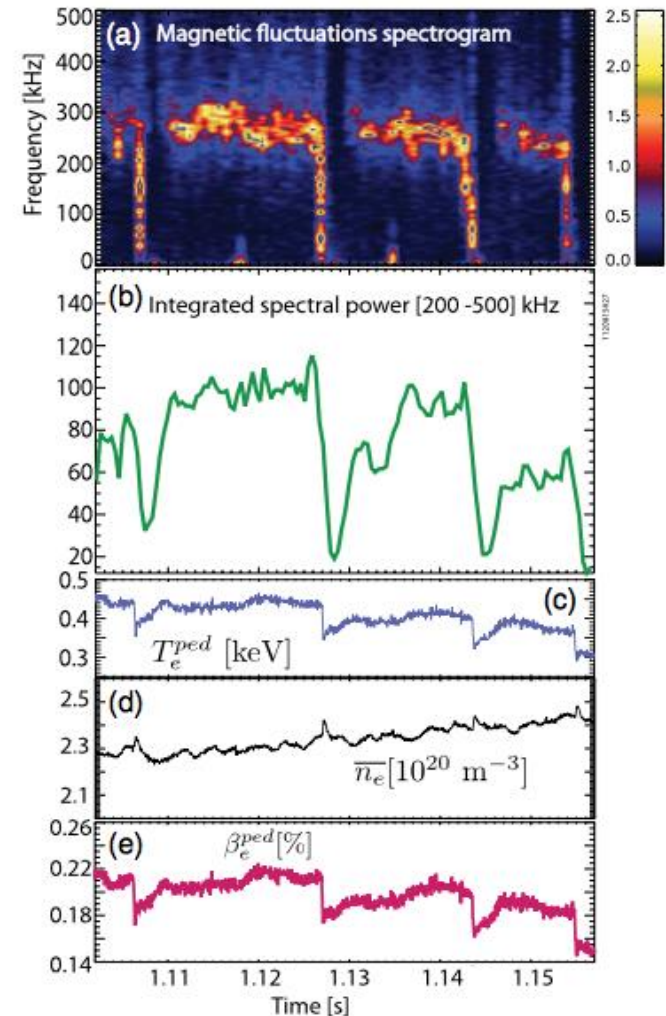 (a) Magnetic fluctuations spectrogram
Frequency [kHz]
500
400
300
200
100
0
2.5
2.0
1.5
1.0
0.5
0.0
(b) Integrated spectral power [200 -500] kHz
140
120
100
80
60
40
20
(c)
0.5
0.4
0.3
T_e^{ped} [keV]
(d)
2.5
2.3
2.1
\overline{n_e}[10^{20} m^{-3}]
(e)
0.26
0.22
0.18
0.14
β_e^{ped}[%]
1.11 1.12 1.13 1.14 1.15
Time [s]